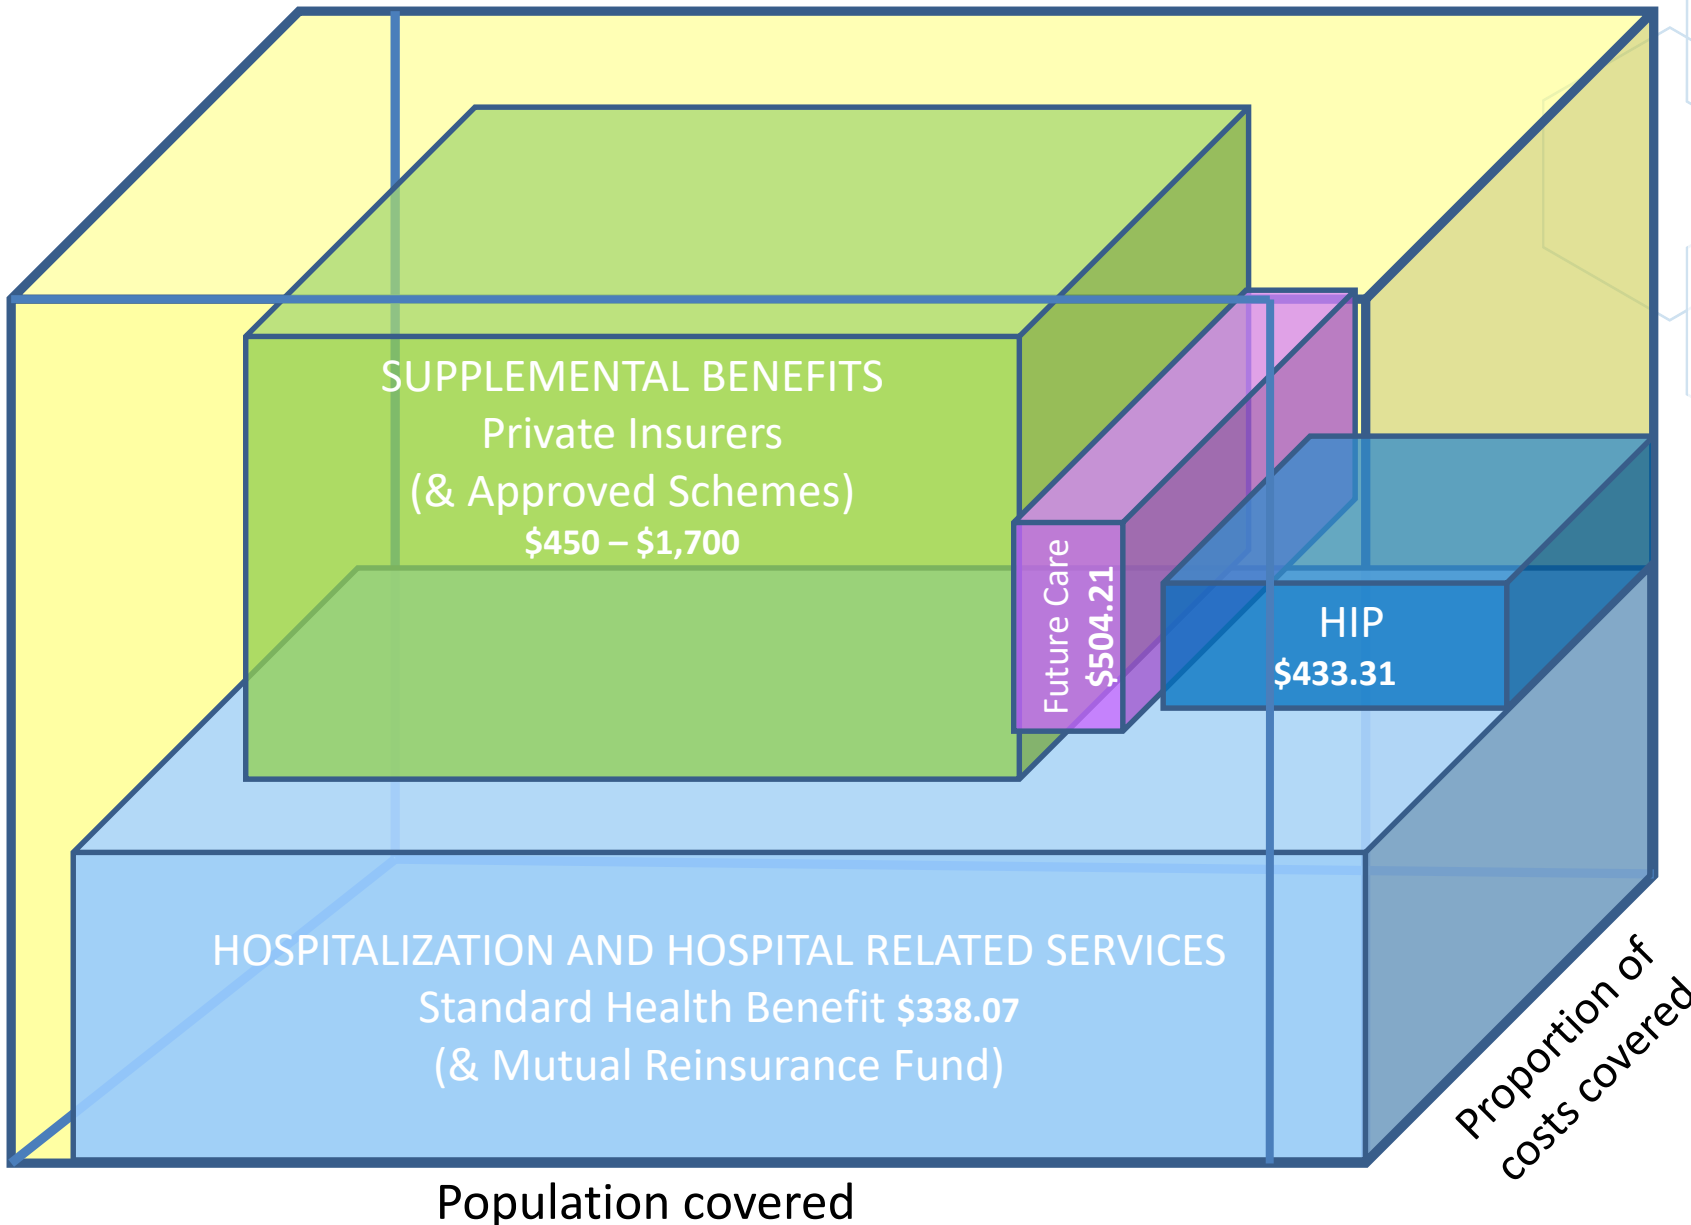 SUPPLEMENTAL BENEFITS
Private Insurers
(& Approved Schemes)
$450 – $1,700
Future Care
$504.21
HIP
$433.31
HOSPITALIZATION AND HOSPITAL RELATED SERVICES
Standard Health Benefit $338.07
(& Mutual Reinsurance Fund)
Proportion of
costs covered
Population covered